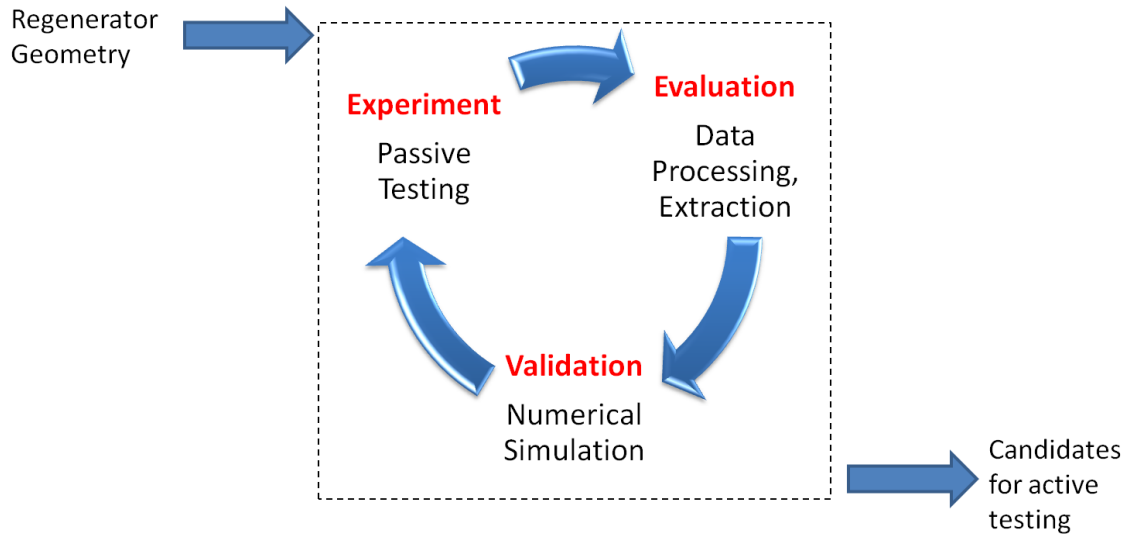 Regenerator
Geometry
Experiment
Passive
Testing
Evaluation
Data
Processing,
Extraction
Validation
Numerical
Simulation
Candidates
for active
testing